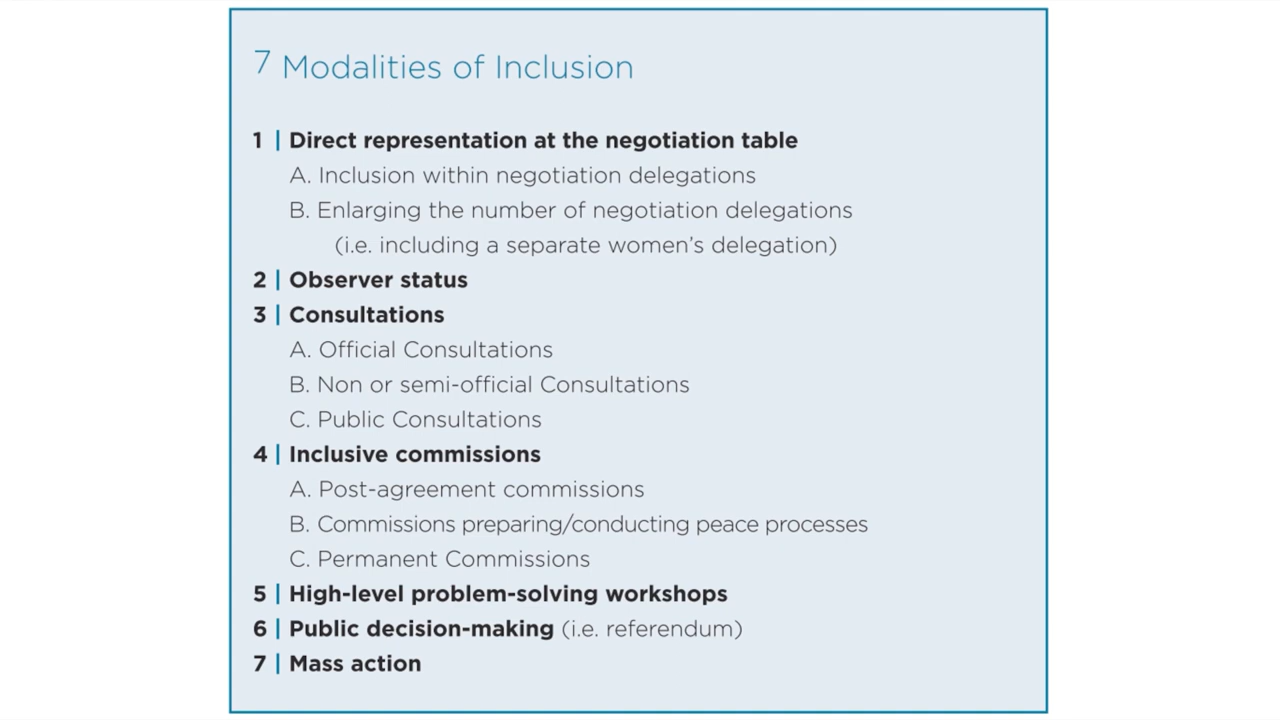 7 Modalities of Inclusion
1 | Direct representation at the negotiation table
A. Inclusion within negotiation delegations
B. Enlarging the number of negotiation delegations
(i.e. including a separate women’s delegation)
2 | Observer status
3 | Consultations
A. Official Consultations
B. Non or semi-official Consultations
C. Public Consultations
4 | Inclusive commissions
A. Post-agreement commissions
B. Commissions preparing/conducting peace processes
C. Permanent Commissions
5 | High-level problem-solving workshops
6 | Public decision-making (i.e. referendum)
7 | Mass action